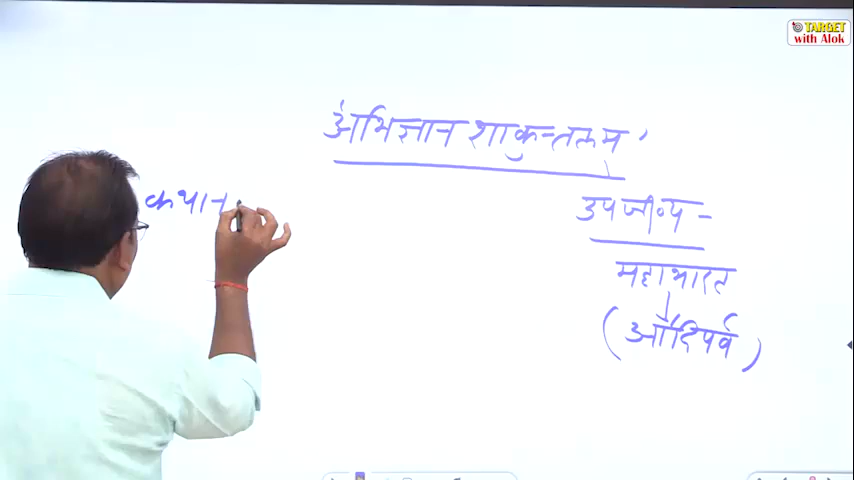 TARGET
with Alok
'अभिज्ञान शाकुन्तलम्'
कथान
उपजीव्य -
महाभारत
(आदिपर्व)